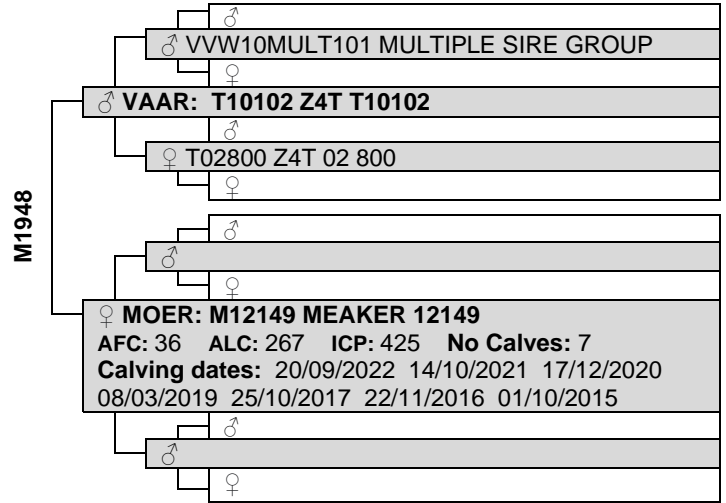 ♂
♂ VVW10MULT101 MULTIPLE SIRE GROUP
♀
♂ VAAR: T10102 Z4T T10102
♂
♀ T02800 Z4T 02 800
♀
M1948
♂
♂
♀
♀ MOER: M12149 MEAKER 12149
AFC: 36 ALC: 267 ICP: 425 No Calves: 7
Calving dates: 20/09/2022 14/10/2021 17/12/2020
08/03/2019 25/10/2017 22/11/2016 01/10/2015
♂
♂
♀